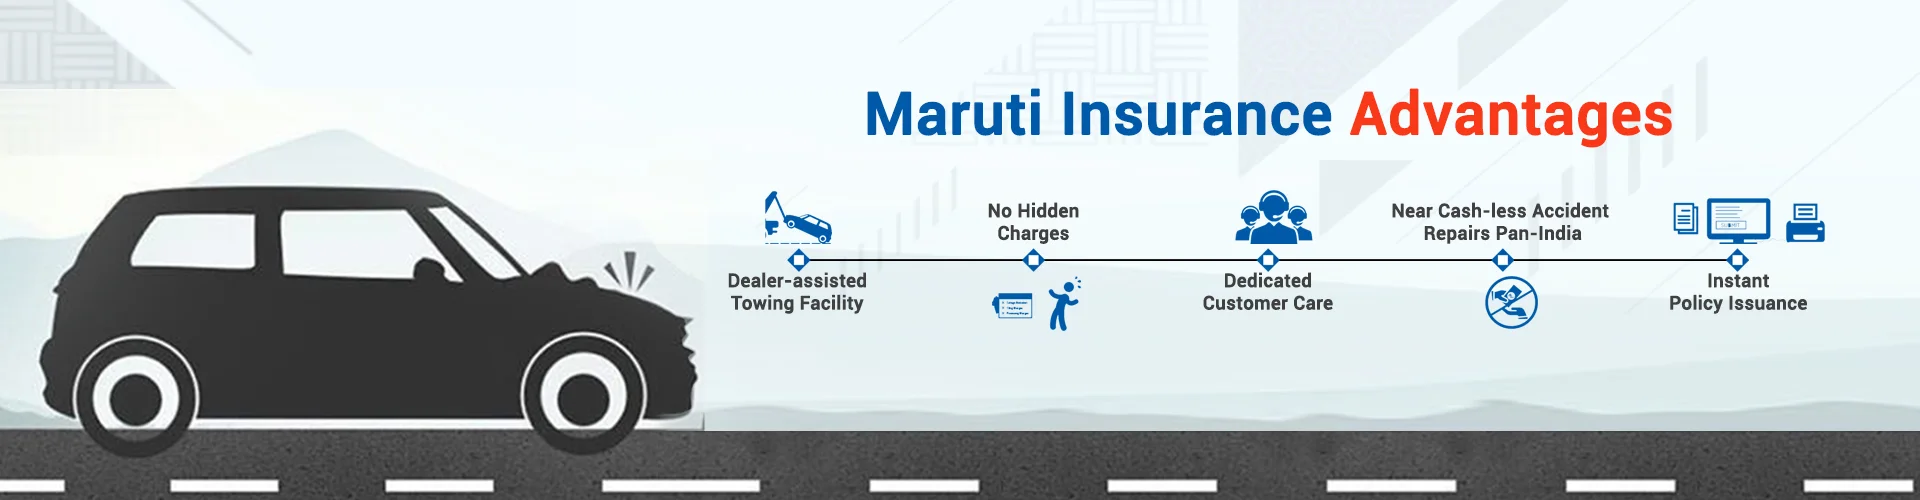 Maruti Insurance Advantages
Dealer-assisted
Towing Facility
No Hidden
Charges
Dedicated
Customer Care
Near Cash-less Accident
Repairs Pan-India
Instant
Policy Issuance